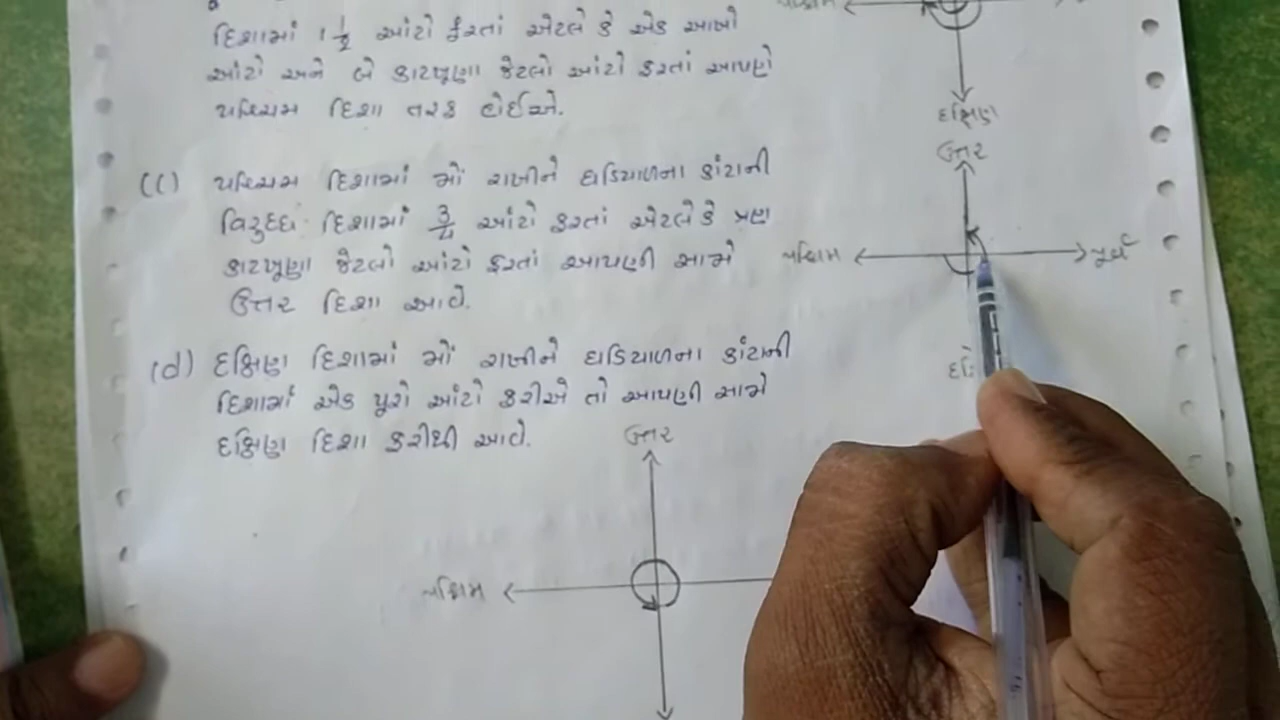 દિશામાં 1 1/2 આંટો ફરતાં એટલે કે એક આખો
આંટો અને બે કાટખૂણા જેટલો આંટો ફરતાં આપણે
પશ્ચિમ દિશા તરફ હોઈએ.
દક્ષિણ
(c) પશ્ચિમ દિશામાં મોં રાખીને ઘડિયાળના કાંટાની
વિરુદ્ધ દિશામાં 3/4 આંટો ફરતાં એટલે કે ત્રણ
કાટખૂણા જેટલો આંટો ફરતાં આપણી સામે
ઉત્તર દિશા આવે.
ઉત્તર
પશ્ચિમ
પૂર્વ
(d) દક્ષિણ દિશામાં મોં રાખીને ઘડિયાળના કાંટાની
દિશામાં એક પૂરો આંટો ફરીએ તો આપણી સામે
દક્ષિણ દિશા ફરીથી આવે.
ઉત્તર
પશ્ચિમ